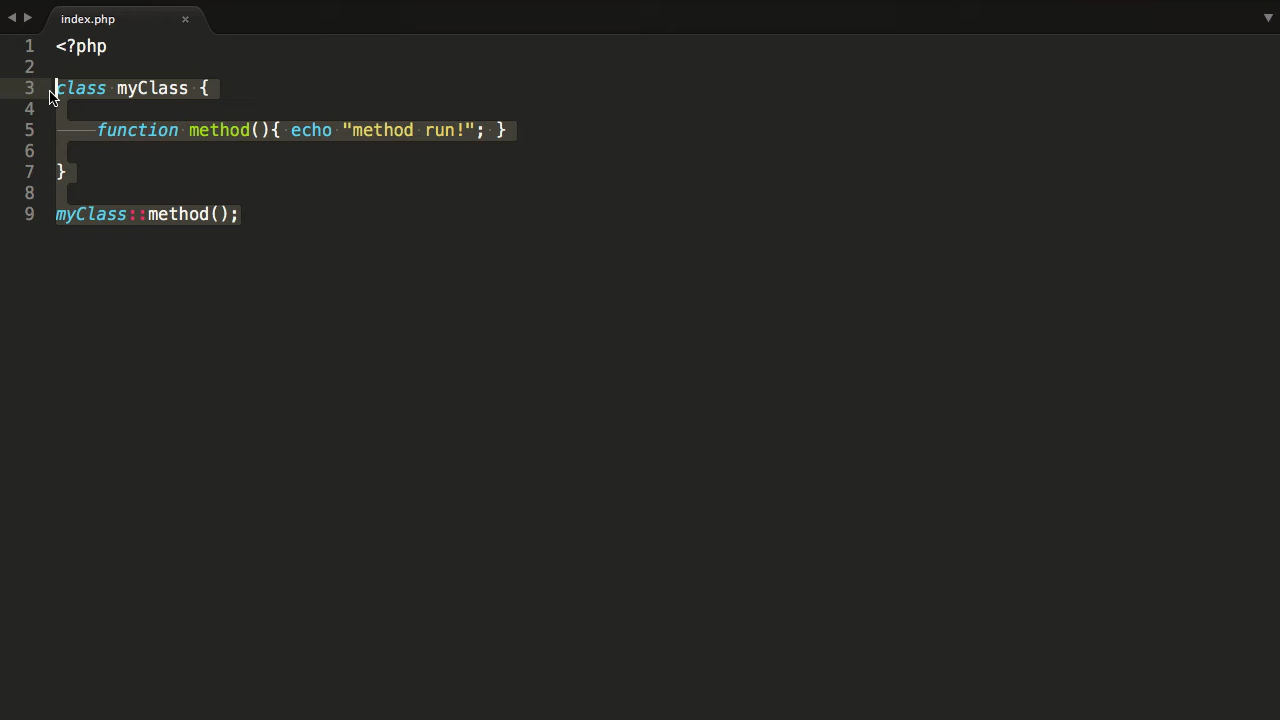 index.php ×
1 <?php
2
3 class myClass {
4
5 function method(){ echo "method run!"; }
6
7 }
8
9 myClass::method();